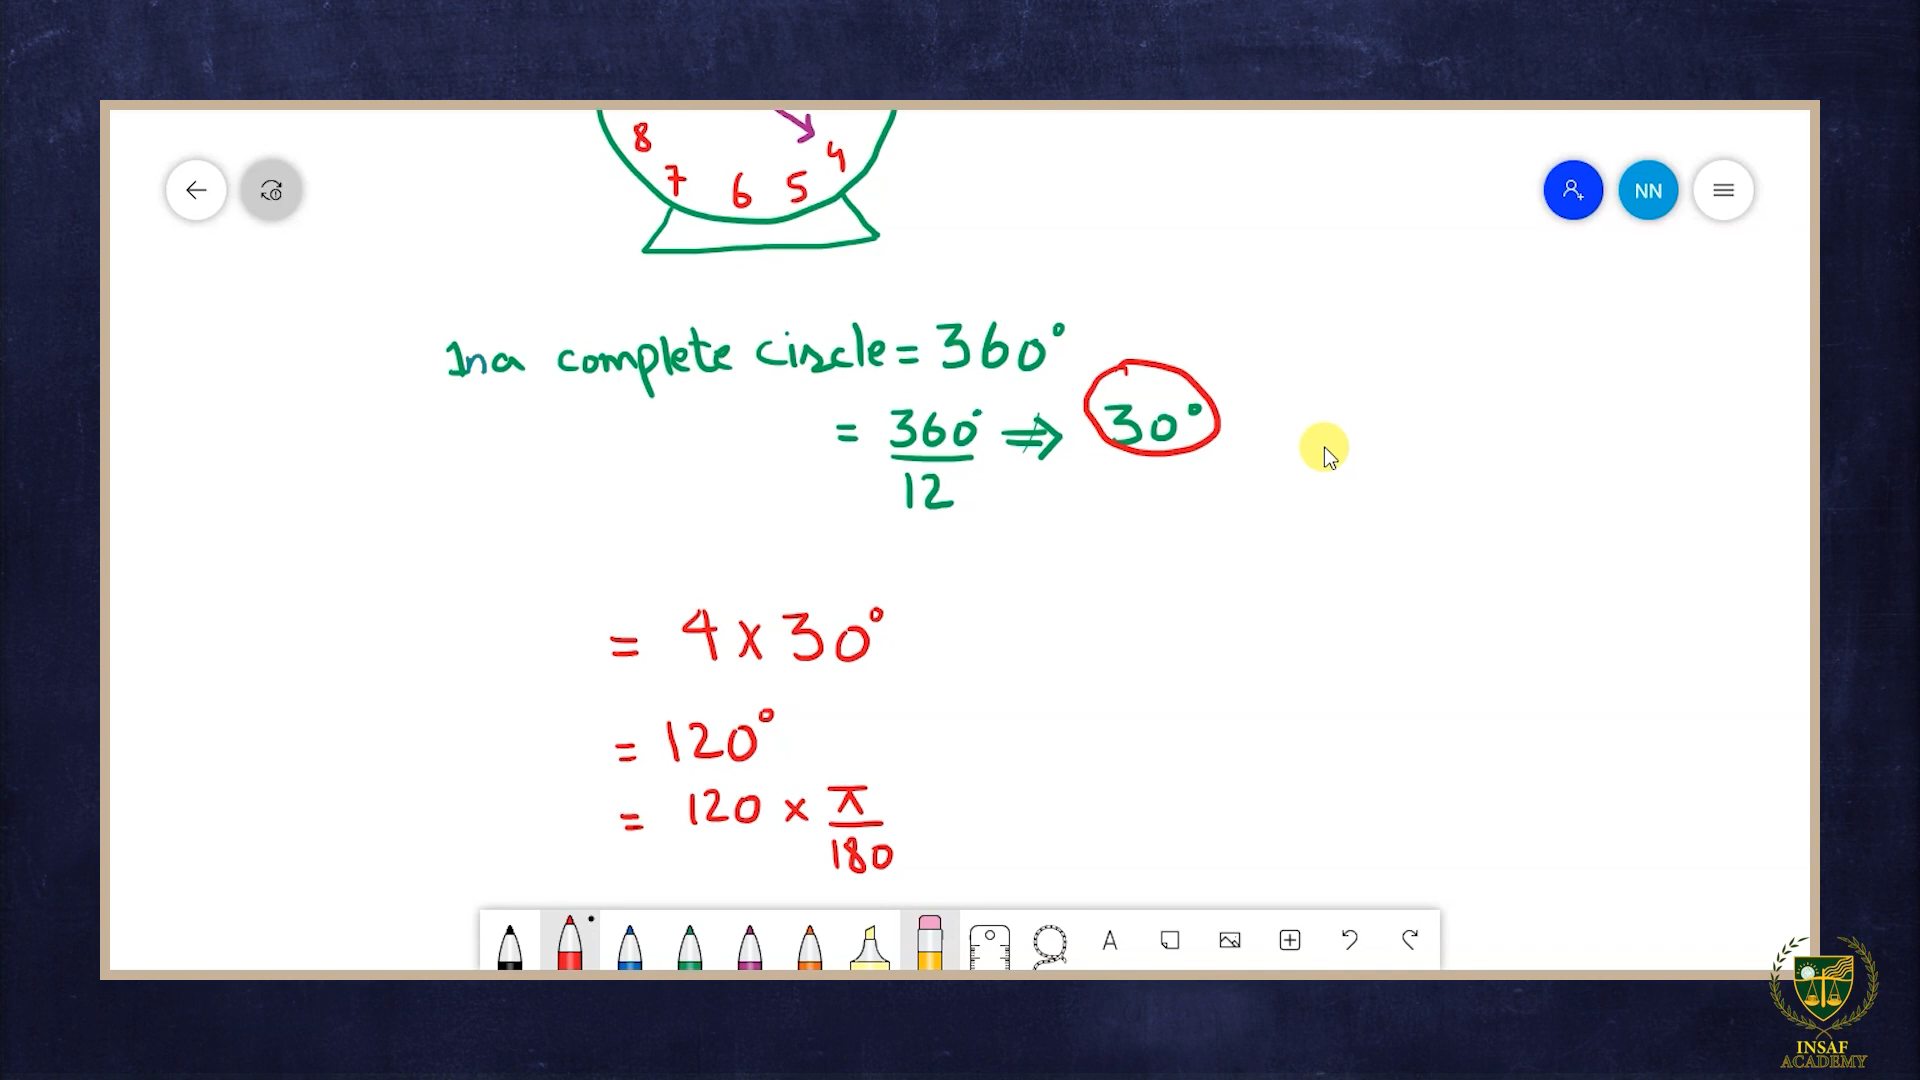 8 4
7 6 5
NN
In a complete circle = 360°
= 360° ⇒ 30°
12
= 4 x 30°
= 120°
= 120 x π
180
A
INSAF
ACADEMY